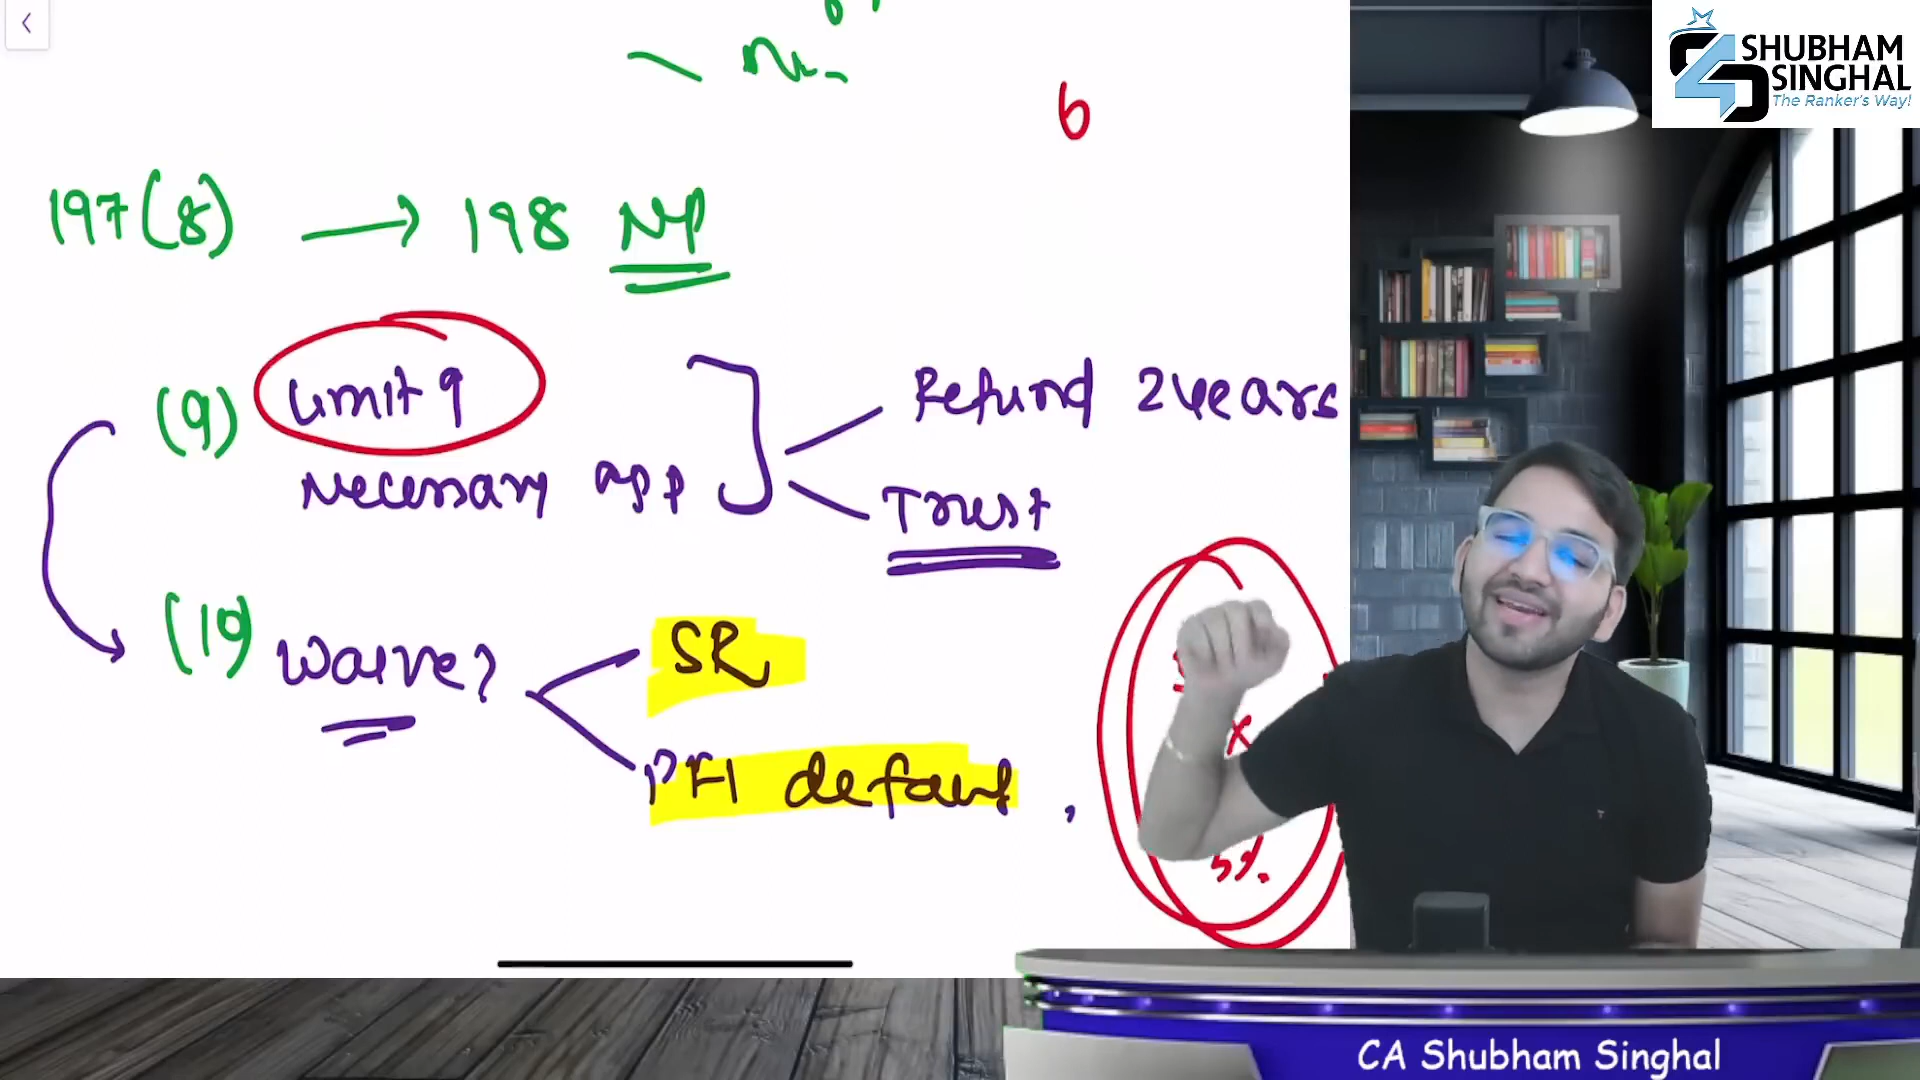 SHUBHAM
SINGHAL
The Ranker's Way!
6
197(8) → 198 NP
(9) Limit ↑
Necessary app
Refund 2 years
Trust
(10) Waive?
SR
PFI default
5%.
CA Shubham Singhal